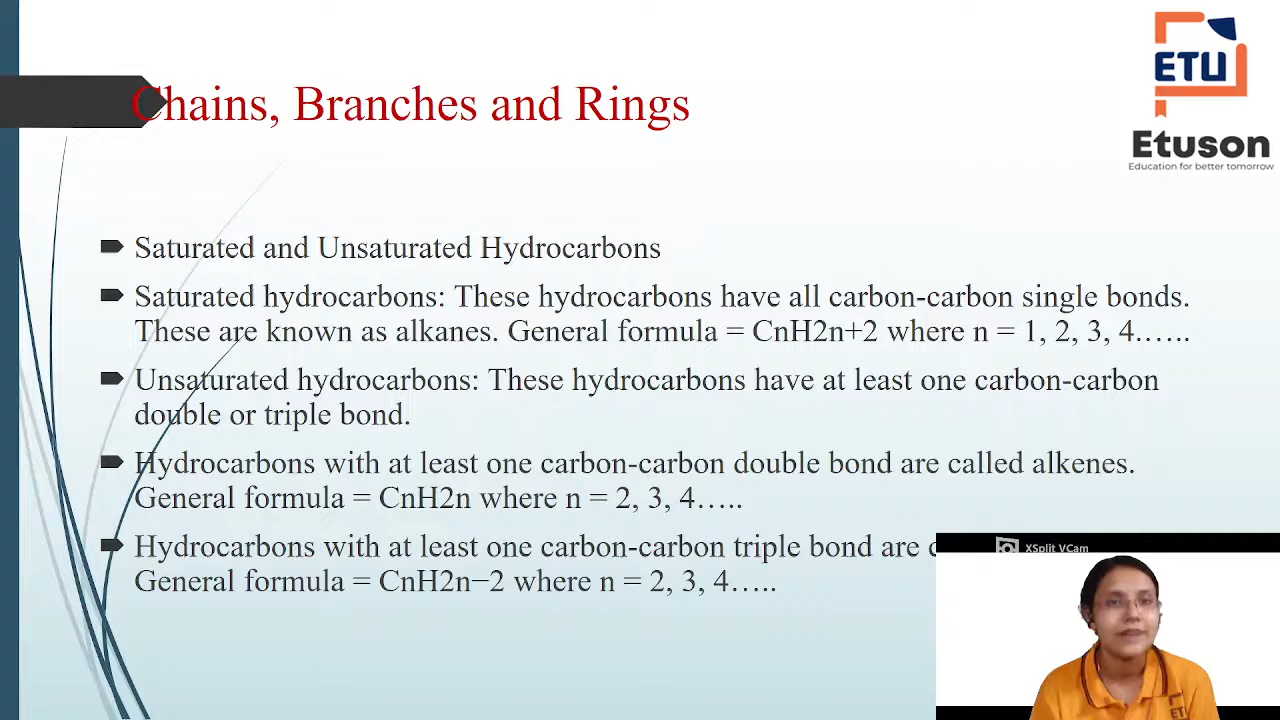 ETU
Etuson
Education for better tomorrow
Chains, Branches and Rings
Saturated and Unsaturated Hydrocarbons
Saturated hydrocarbons: These hydrocarbons have all carbon-carbon single bonds.
These are known as alkanes. General formula = CnH2n+2 where n = 1, 2, 3, 4…...
Unsaturated hydrocarbons: These hydrocarbons have at least one carbon-carbon
double or triple bond.
Hydrocarbons with at least one carbon-carbon double bond are called alkenes.
General formula = CnH2n where n = 2, 3, 4…..
Hydrocarbons with at least one carbon-carbon triple bond are
General formula = CnH2n−2 where n = 2, 3, 4…..
XSplit VCam
ETU